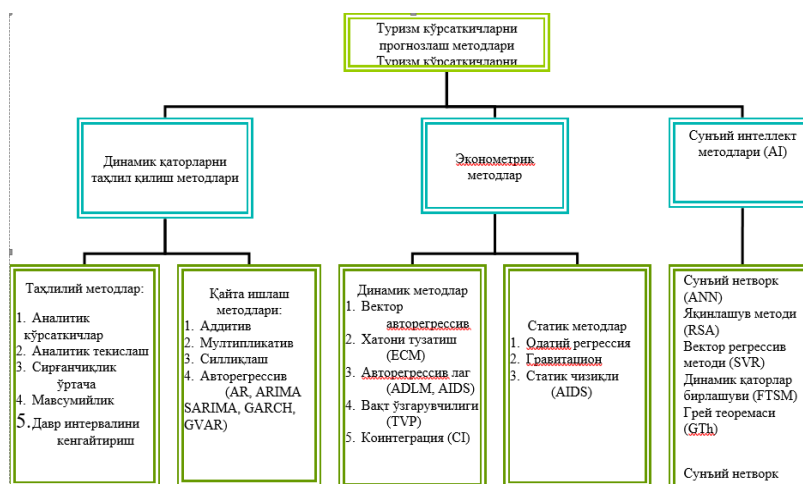 Туризм кўрсаткичларни
прогнозлаш методлари
Туризм кўрсаткичларни
Динамик қаторларни
таҳлил қилиш методлари
Эконометрик
методлар
Сунъий интеллект
методлари (AI)
Таҳлилий методлар:
1. Аналитик
кўрсаткичлар
2. Аналитик текислаш
3. Сирғанчиқлик
ўртача
4. Мавсумийлик
5. Давр интервалини
кенгайтириш
Қайта ишлаш
методлари:
1. Аддитив
2. Мултипликатив
3. Силлиқлаш
4. Авторегрессив
(AR, ARIMA
SARIMA, GARCH,
GVAR)
Динамик методлар
1. Вектор
авторегрессив
2. Хатони тузатиш
(ECM)
3. Авторегрессив лаг
(ADLM, AIDS)
4. Вақт ўзгарувчилиги
(TVP)
5. Коинтеграция (CI)
Статик методлар
1. Одатий регрессия
2. Гравитацион
3. Статик чизиқли
(AIDS)
Сунъий нетворк
(ANN)
Яқинлашув методи
(RSA)
Вектор регрессив
методи (SVR)
Динамик қаторлар
бирлашуви (FTSM)
Грей теоремаси
(GTh)
Сунъий нетворк